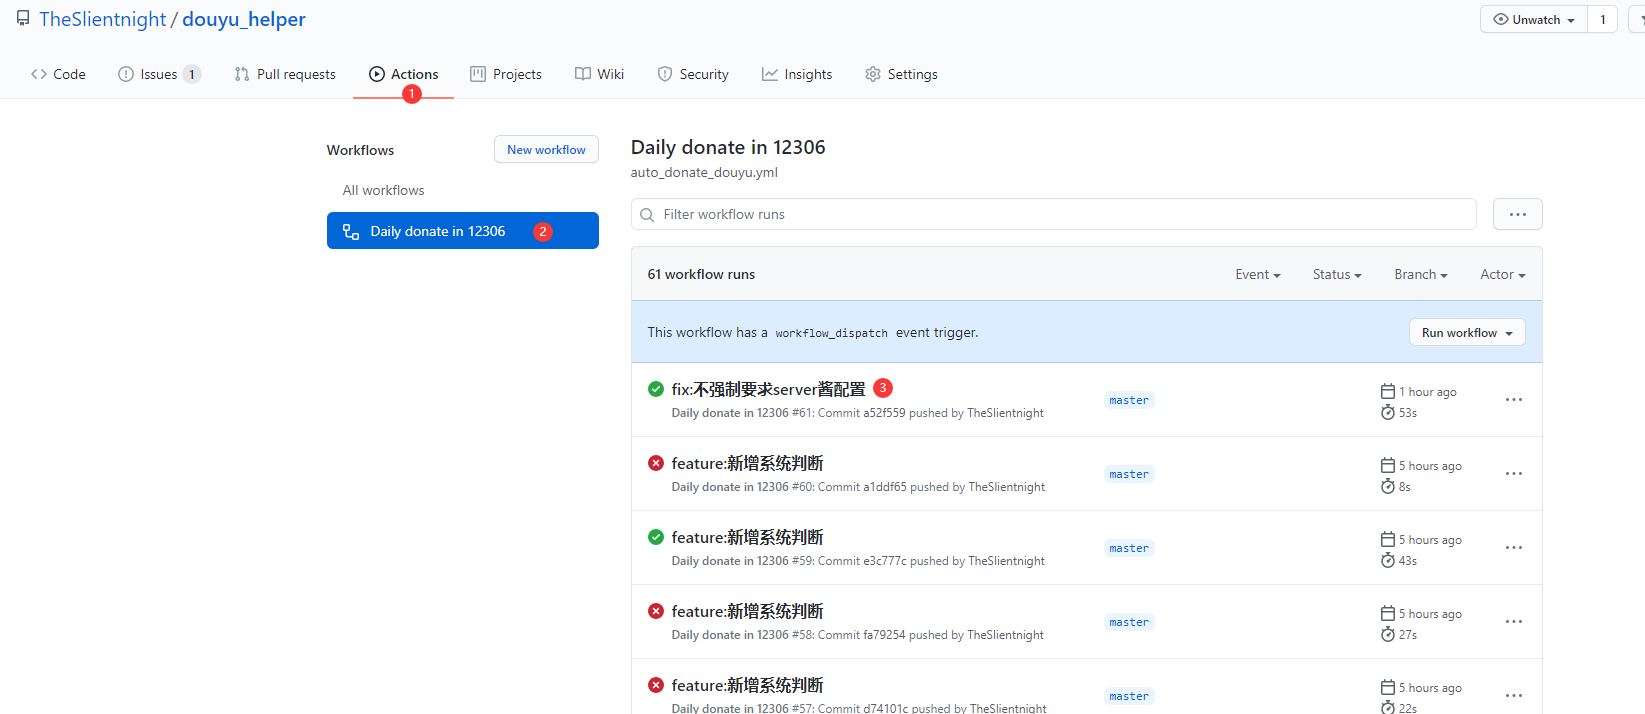 TheSlientnight / douyu_helper
Unwatch 1
Code Issues 1 Pull requests Actions Projects Wiki Security Insights Settings
1
Workflows
New workflow
All workflows
Daily donate in 12306 2
Daily donate in 12306
auto_donate_douyu.yml
Filter workflow runs
61 workflow runs
Event Status Branch Actor
This workflow has a workflow_dispatch event trigger.
Run workflow
fix:不强制要求server酱配置 3
Daily donate in 12306 #61: Commit a52f559 pushed by TheSlientnight
master
1 hour ago
53s
feature:新增系统判断
Daily donate in 12306 #60: Commit a1ddf65 pushed by TheSlientnight
master
5 hours ago
8s
feature:新增系统判断
Daily donate in 12306 #59: Commit e3c777c pushed by TheSlientnight
master
5 hours ago
43s
feature:新增系统判断
Daily donate in 12306 #58: Commit fa79254 pushed by TheSlientnight
master
5 hours ago
27s
feature:新增系统判断
Daily donate in 12306 #57: Commit d74101c pushed by TheSlientnight
master
5 hours ago
22s